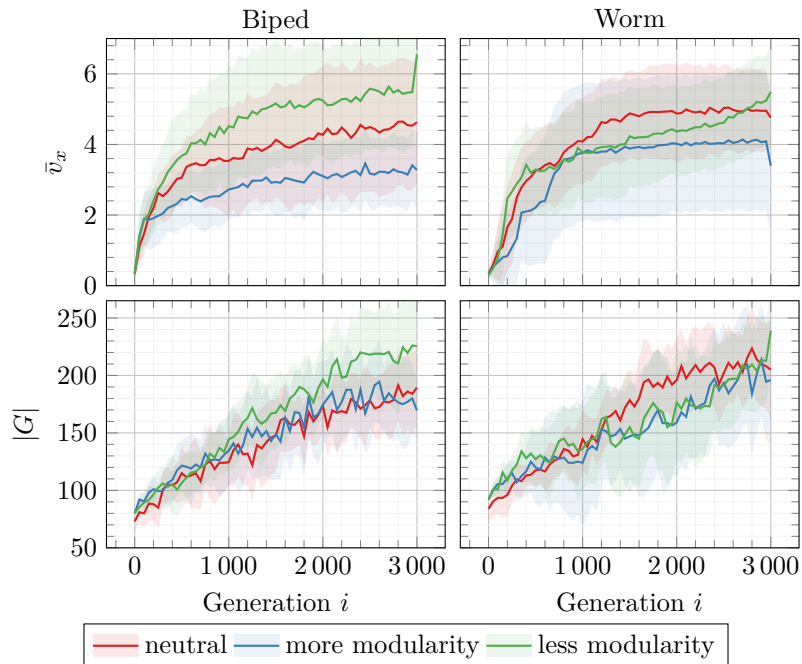 Biped Worm
6
4
2
0
v̄ₓ
250
200
150
100
50
|G|
0 1 000 2 000 3 000 0 1 000 2 000 3 000
Generation i Generation i
neutral more modularity less modularity